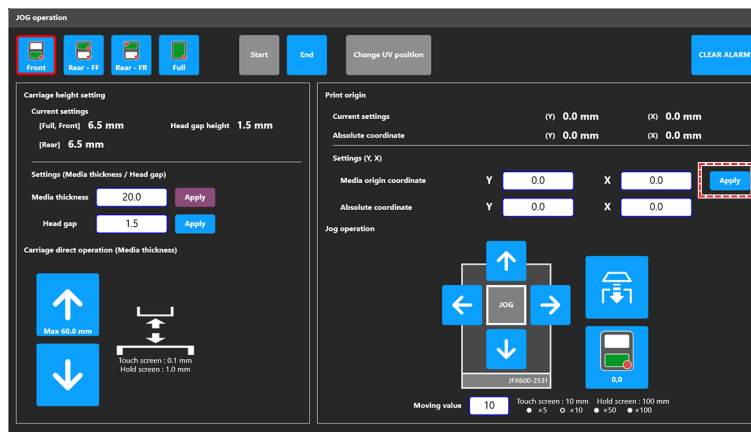 JOG operation
Front Rear - FF Rear - FR Full Start End Change UV position CLEAR ALARM
Carriage height setting
Current settings
[Full, Front] 6.5 mm Head gap height 1.5 mm
[Rear] 6.5 mm
Settings (Media thickness / Head gap)
Media thickness 20.0 Apply
Head gap 1.5 Apply
Carriage direct operation (Media thickness)
Max 60.0 mm
Touch screen : 0.1 mm
Hold screen : 1.0 mm
Print origin
Current settings (Y) 0.0 mm (X) 0.0 mm
Absolute coordinate (Y) 0.0 mm (X) 0.0 mm
Settings (Y, X)
Media origin coordinate Y 0.0 X 0.0 Apply
Absolute coordinate Y 0.0 X 0.0
Jog operation
JOG
JFX600-2531
0,0
Moving value 10 Touch screen : 10 mm Hold screen : 100 mm
×5 ×10 ×50 ×100